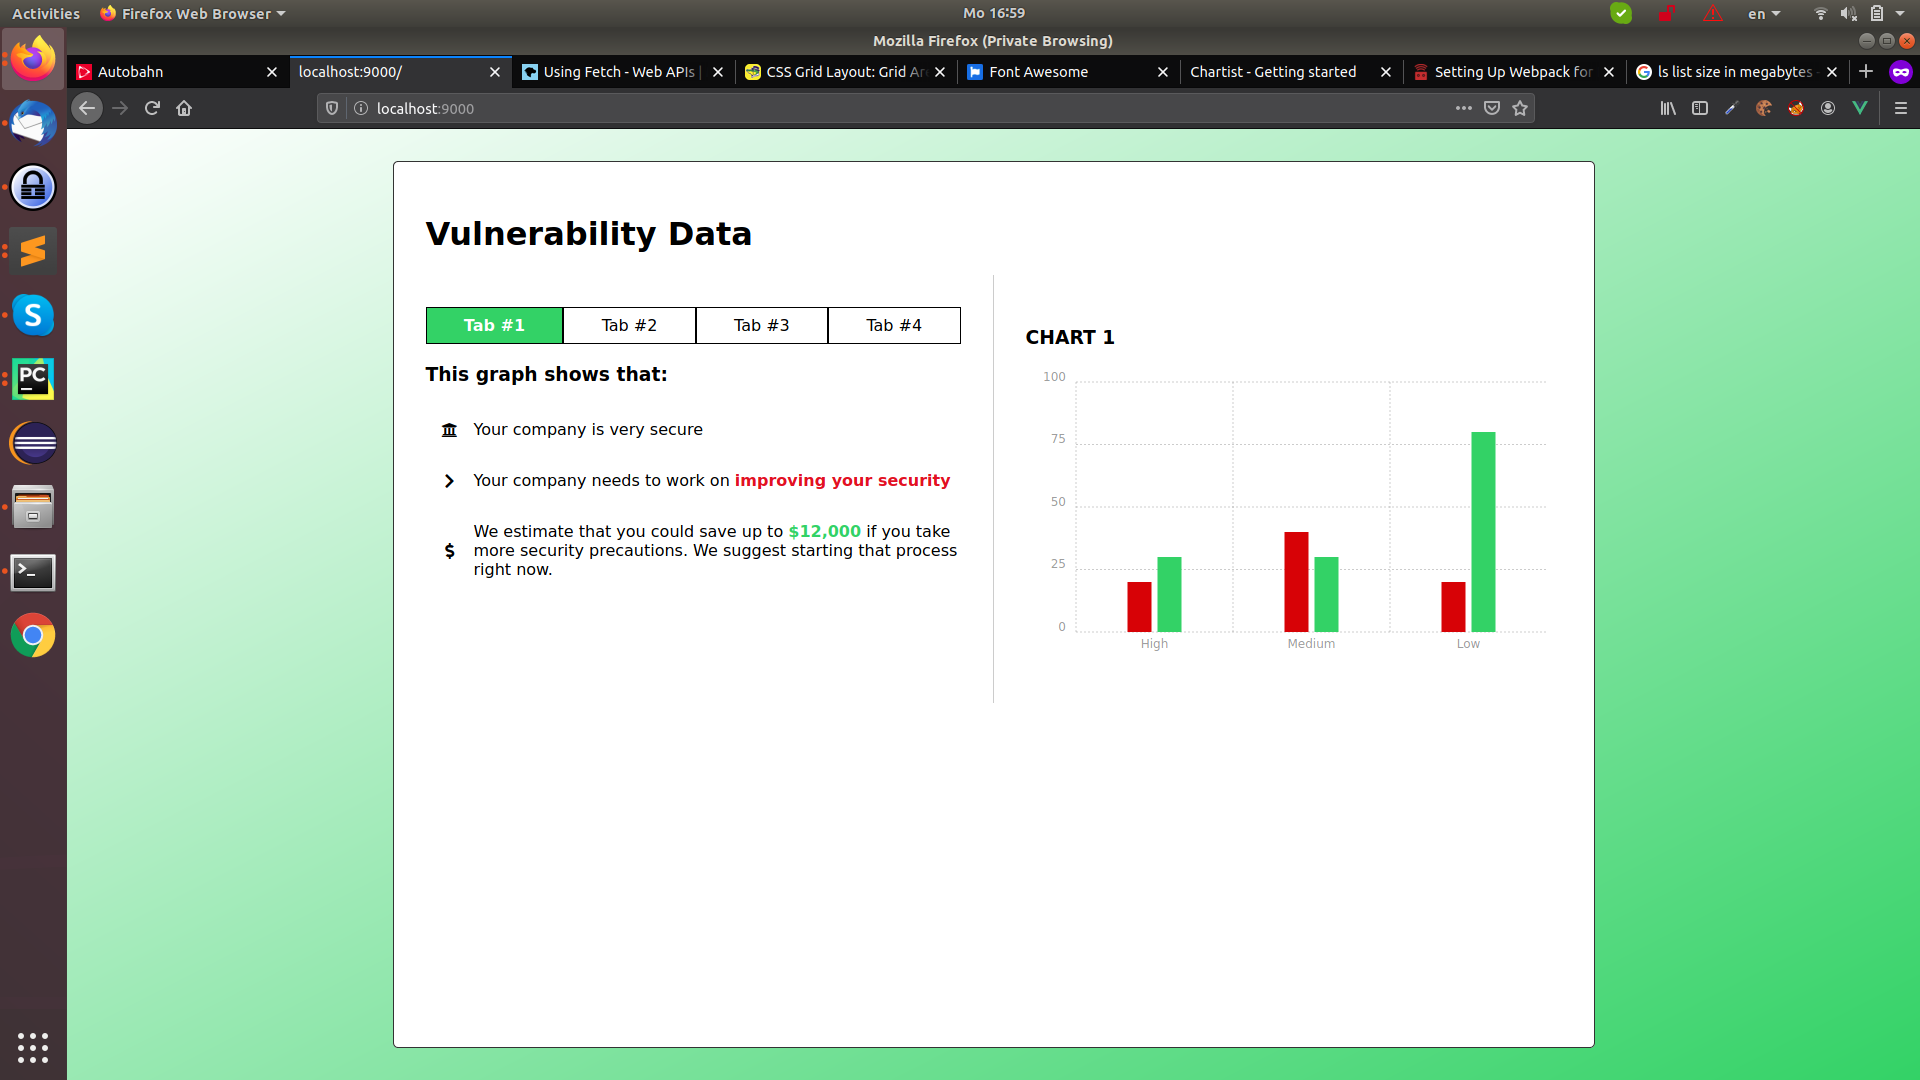 Activities
Firefox Web Browser
Mo 16:59
en
Mozilla Firefox (Private Browsing)
Autobahn
localhost:9000/
Using Fetch - Web APIs |
CSS Grid Layout: Grid Ar
Font Awesome
Chartist - Getting started
Setting Up Webpack for
ls list size in megabytes -
localhost:9000
S
PC
Vulnerability Data
Tab #1
Tab #2
Tab #3
Tab #4
This graph shows that:
Your company is very secure
Your company needs to work on improving your security
We estimate that you could save up to $12,000 if you take
more security precautions. We suggest starting that process
right now.
CHART 1
100
75
50
25
0
High
Medium
Low